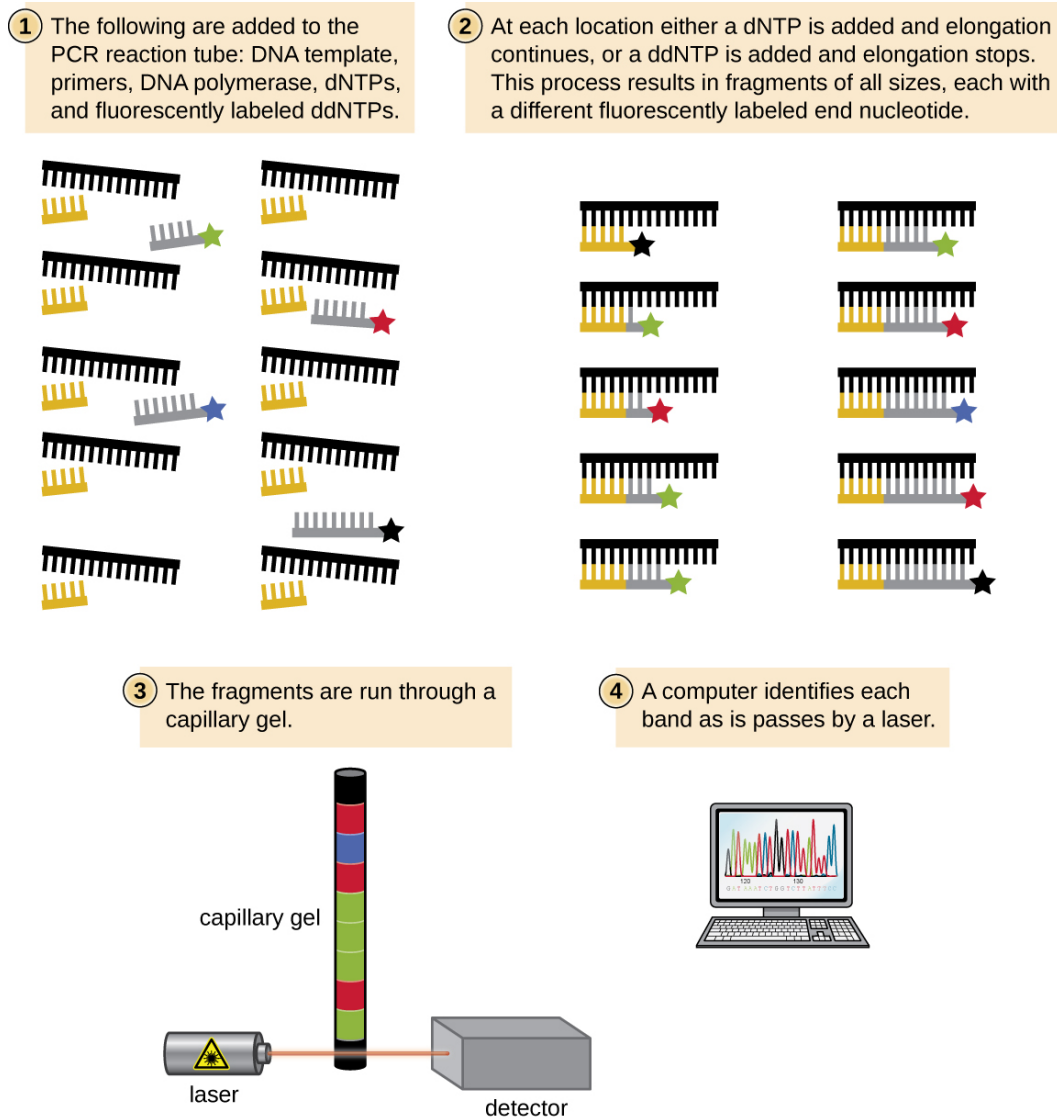 1 The following are added to the
PCR reaction tube: DNA template,
primers, DNA polymerase, dNTPs,
and fluorescently labeled ddNTPs.
2 At each location either a dNTP is added and elongation
continues, or a ddNTP is added and elongation stops.
This process results in fragments of all sizes, each with
a different fluorescently labeled end nucleotide.
3 The fragments are run through a
capillary gel.
4 A computer identifies each
band as is passes by a laser.
capillary gel
laser
detector
120 130